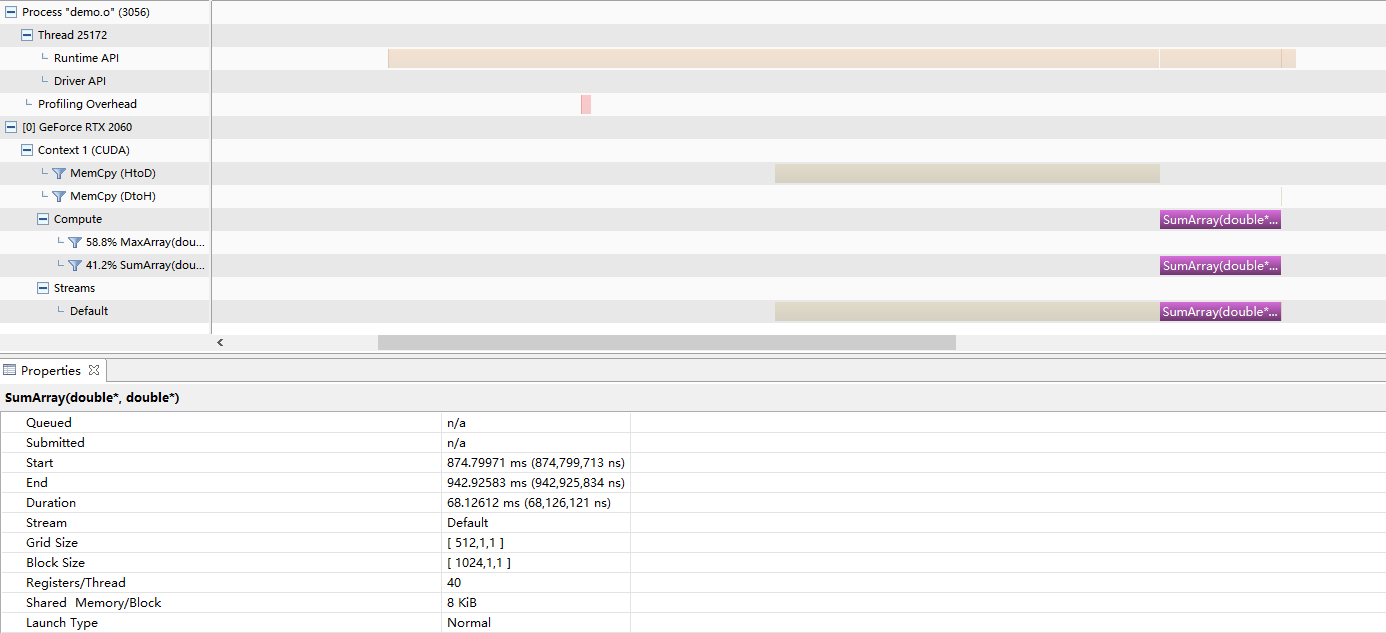 Process "demo.o" (3056)
Thread 25172
Runtime API
Driver API
Profiling Overhead
[0] GeForce RTX 2060
Context 1 (CUDA)
MemCpy (HtoD)
MemCpy (DtoH)
Compute SumArray(double*...
58.8% MaxArray(dou...
41.2% SumArray(dou... SumArray(double*...
Streams
Default SumArray(double*...
Properties
SumArray(double*, double*)
Queued n/a
Submitted n/a
Start 874.79971 ms (874,799,713 ns)
End 942.92583 ms (942,925,834 ns)
Duration 68.12612 ms (68,126,121 ns)
Stream Default
Grid Size [ 512,1,1 ]
Block Size [ 1024,1,1 ]
Registers/Thread 40
Shared Memory/Block 8 KiB
Launch Type Normal